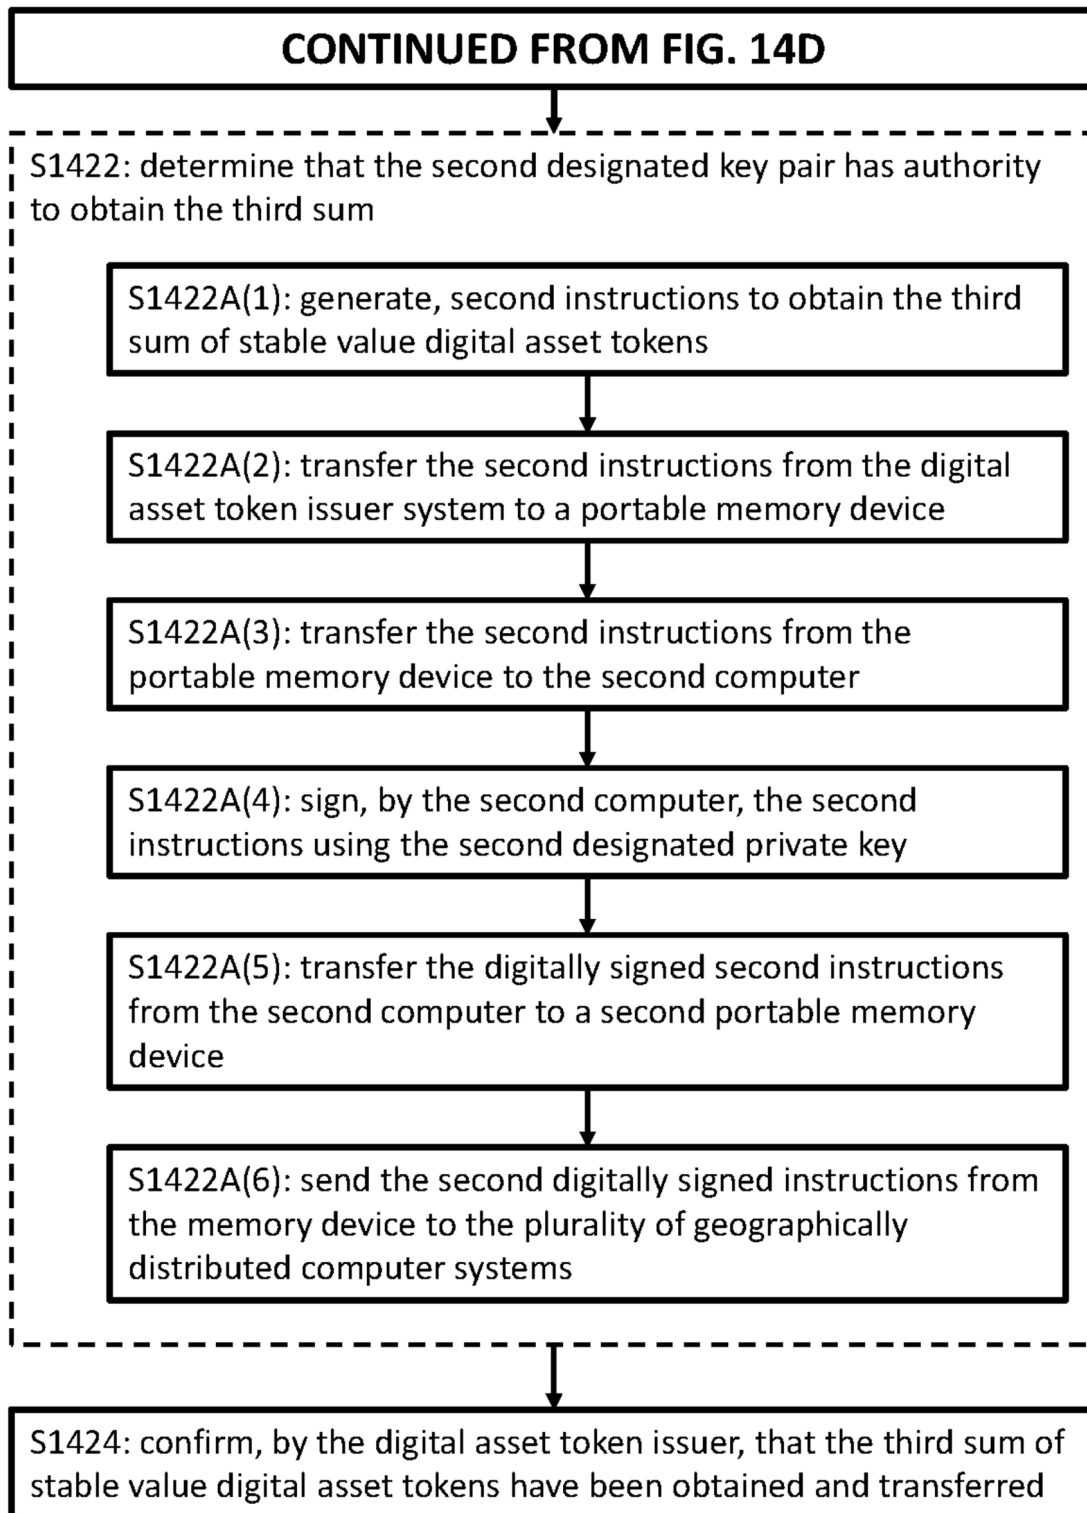 CONTINUED FROM FIG. 14D
S1422: determine that the second designated key pair has authority
to obtain the third sum
S1422A(1): generate, second instructions to obtain the third
sum of stable value digital asset tokens
S1422A(2): transfer the second instructions from the digital
asset token issuer system to a portable memory device
S1422A(3): transfer the second instructions from the
portable memory device to the second computer
S1422A(4): sign, by the second computer, the second
instructions using the second designated private key
S1422A(5): transfer the digitally signed second instructions
from the second computer to a second portable memory
device
S1422A(6): send the second digitally signed instructions from
the memory device to the plurality of geographically
distributed computer systems
S1424: confirm, by the digital asset token issuer, that the third sum of
stable value digital asset tokens have been obtained and transferred